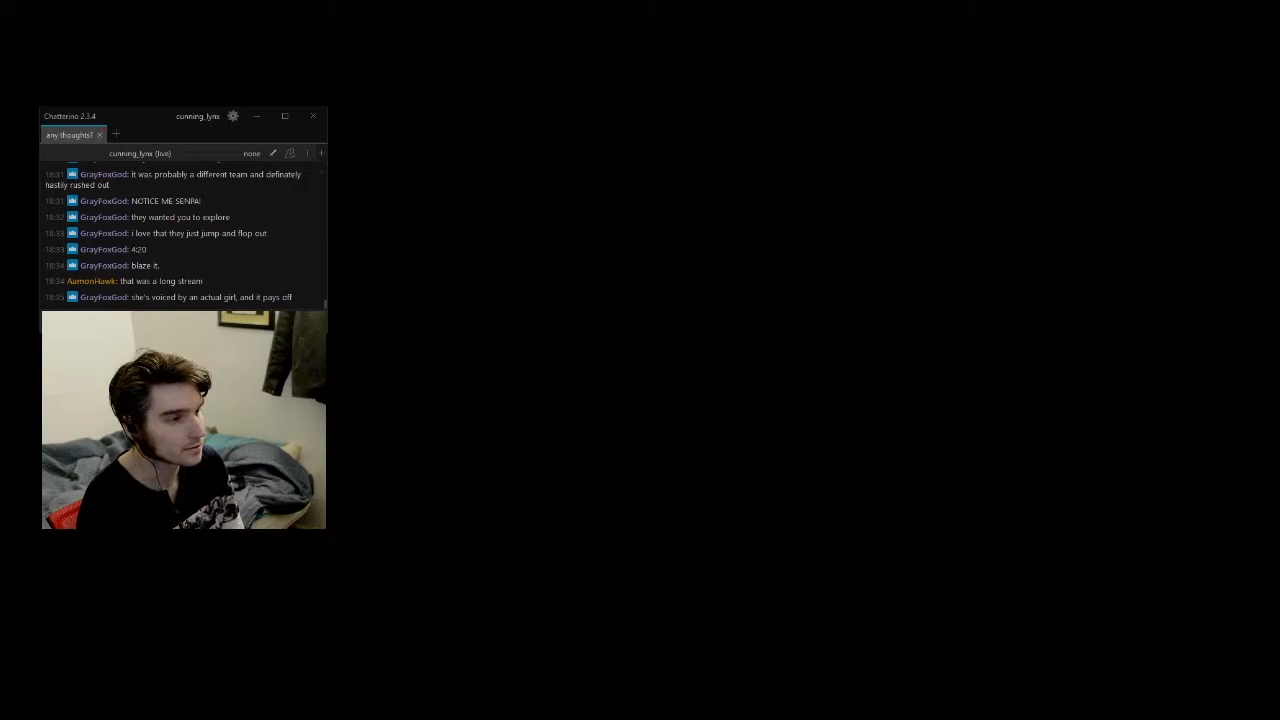 Chatterino 2.3.4
cunning_lynx
any thoughts?
cunning_lynx (live)
none
18:31 GrayFoxGod: it was probably a different team and definately
hastily rushed out
18:31 GrayFoxGod: NOTICE ME SENPAI
18:32 GrayFoxGod: they wanted you to explore
18:33 GrayFoxGod: i love that they just jump and flop out
18:33 GrayFoxGod: 4:20
18:34 GrayFoxGod: blaze it.
18:34 AamonHawk: that was a long stream
18:35 GrayFoxGod: she's voiced by an actual girl, and it pays off